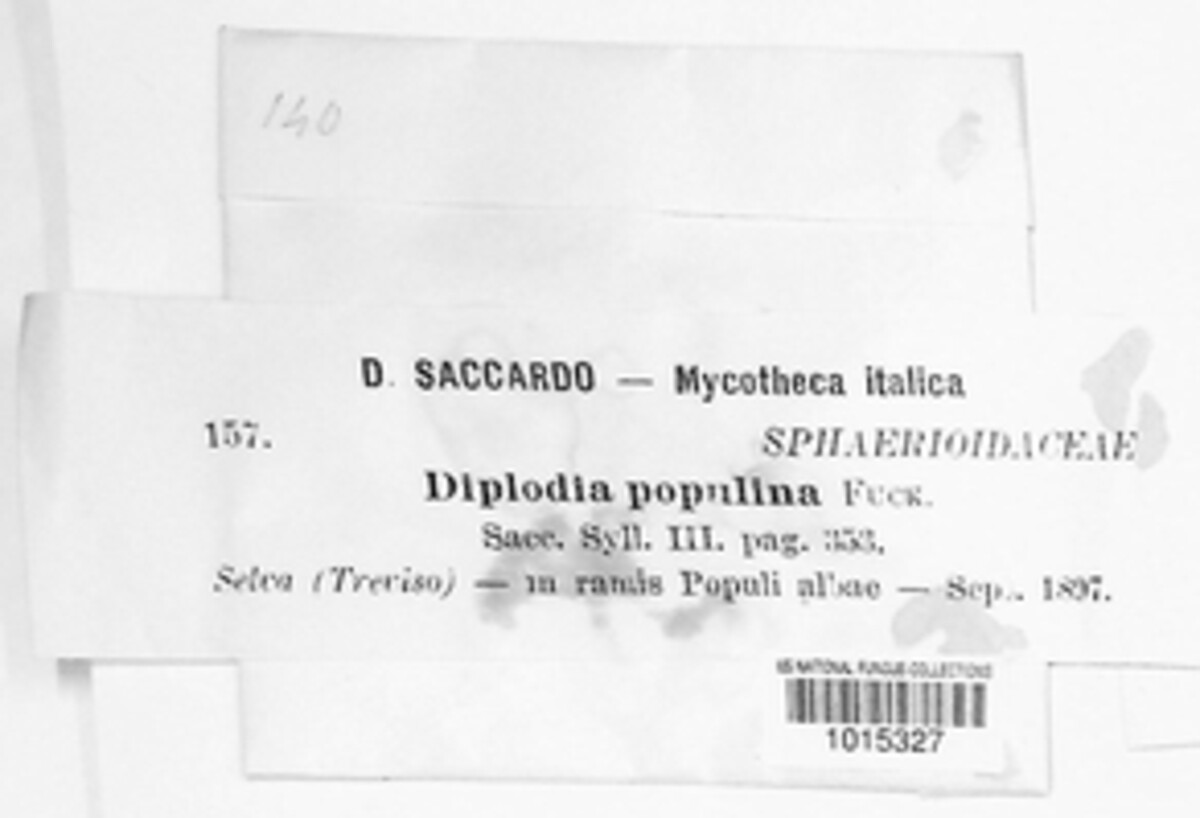 140
D. SACCARDO — Mycotheca italica
157.
SPHAERIOIDACEAE
Diplodia populina Fuck.
Sacc. Syll. III. pag. 353.
Selva (Treviso) — in ramis Populi albae — Sep.. 1897.
US NATIONAL FUNGUS COLLECTIONS
1015327